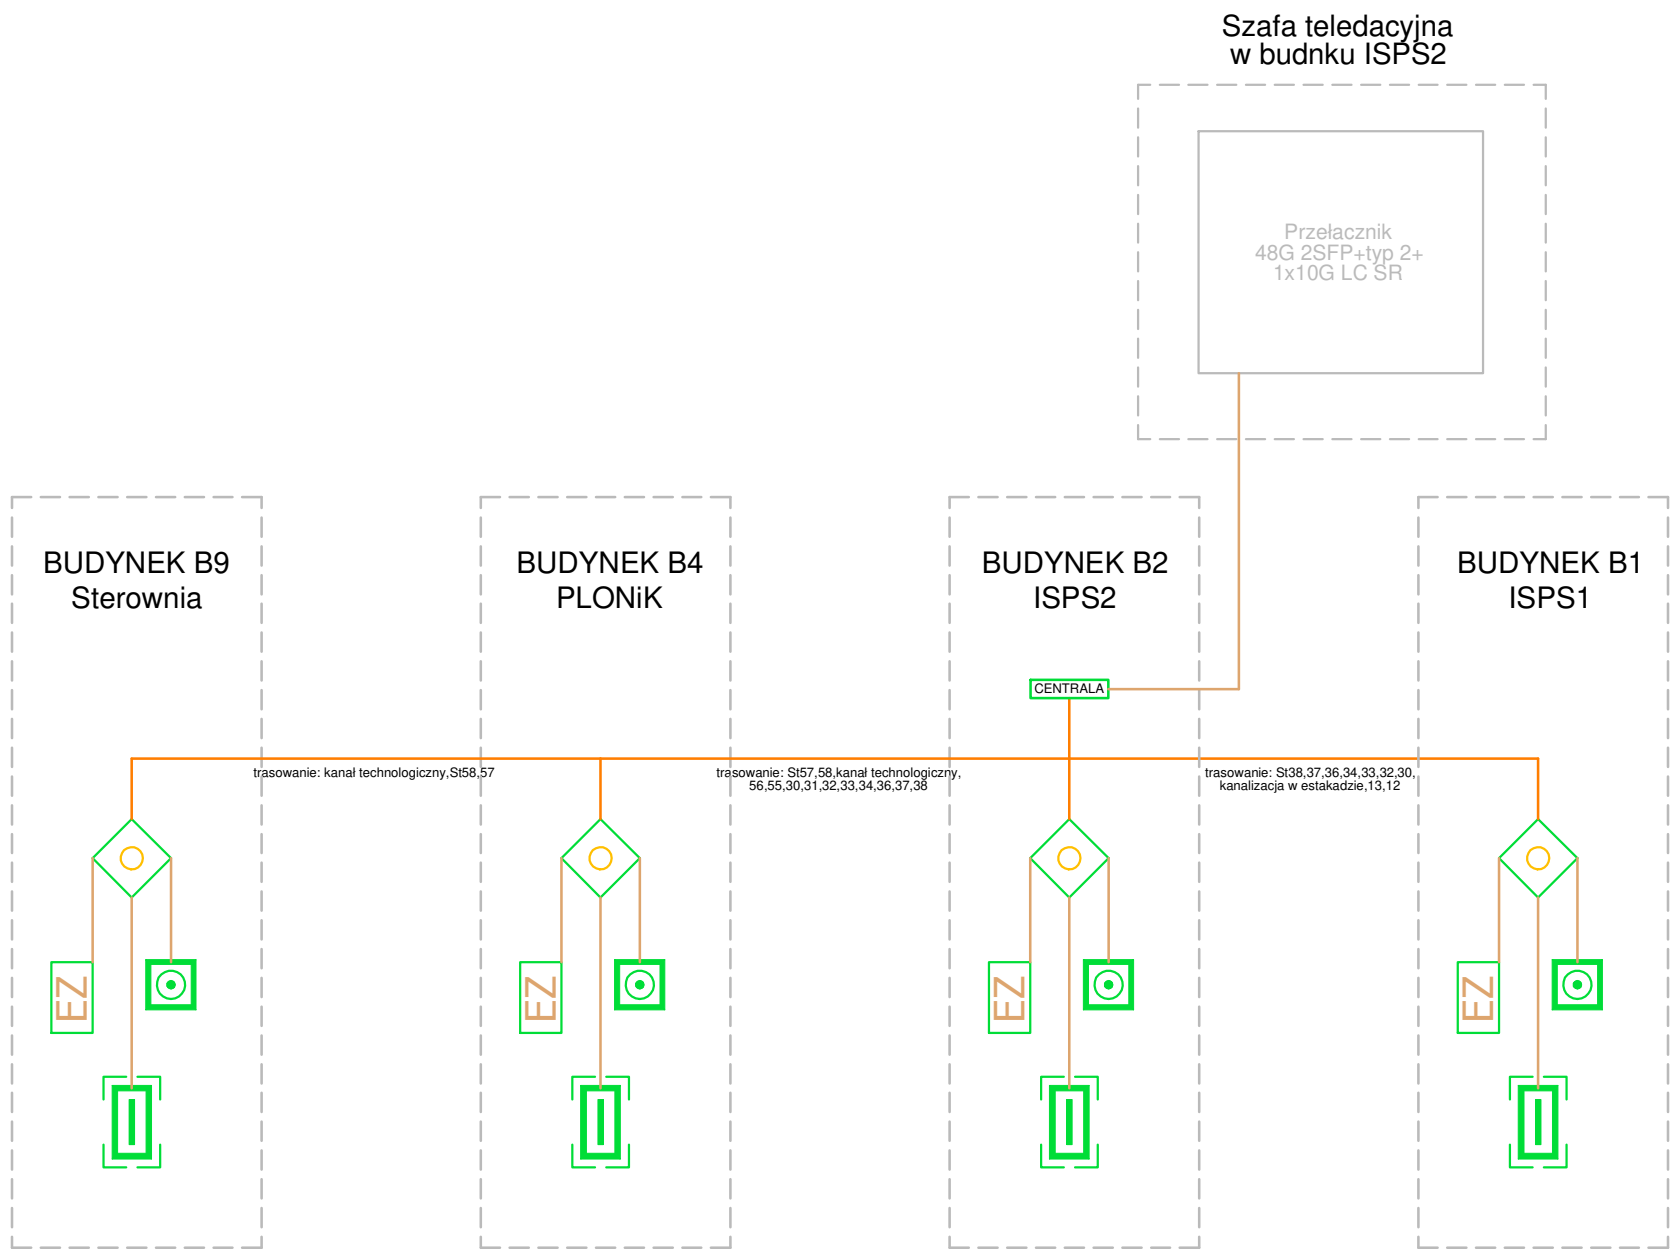 Szafa teledacyjna
w budnku ISPS2
Przełacznik
48G 2SFP+typ 2+
1x10G LC SR
BUDYNEK B9
Sterownia
BUDYNEK B4
PLONiK
BUDYNEK B2
ISPS2
BUDYNEK B1
ISPS1
CENTRALA
trasowanie: kanał technologiczny,St58,57
trasowanie: St57,58,kanał technologiczny,
56,55,30,31,32,33,34,36,37,38
trasowanie: St38,37,36,34,33,32,30,
kanalizacja w estakadzie,13,12
EZ
EZ
EZ
EZ